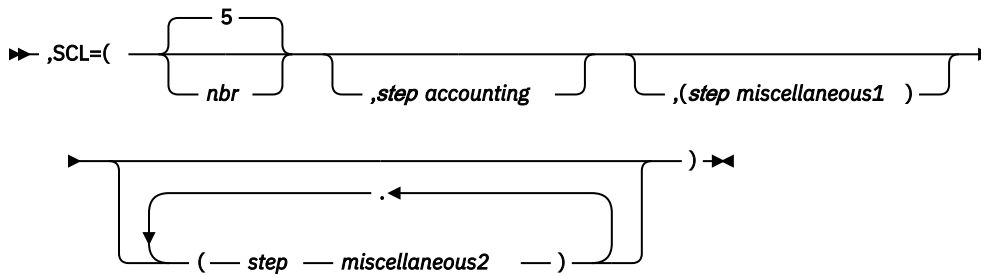 5
,SCL=(
nbr
,step accounting
,(step miscellaneous1 )
)
.
( step miscellaneous2 )